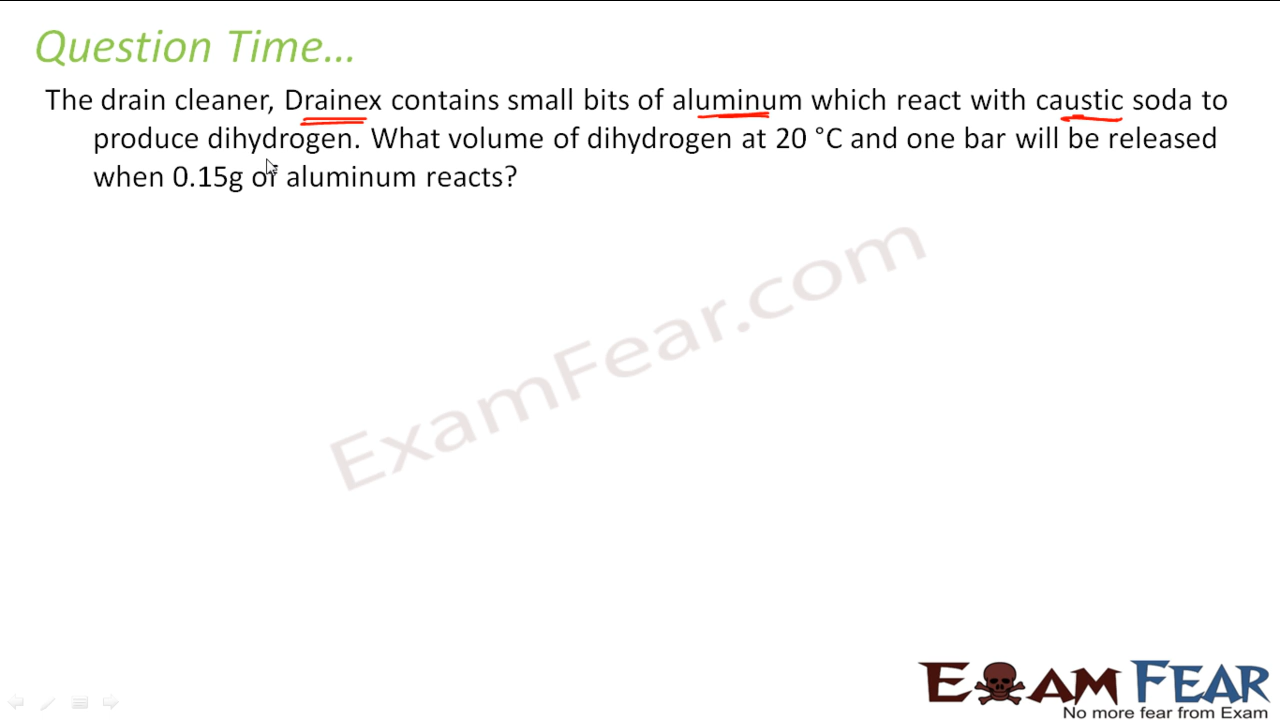 Question Time…
The drain cleaner, Drainex contains small bits of aluminum which react with caustic soda to
produce dihydrogen. What volume of dihydrogen at 20 °C and one bar will be released
when 0.15g of aluminum reacts?
ExamFear.com
EXAM FEAR
No more fear from Exam